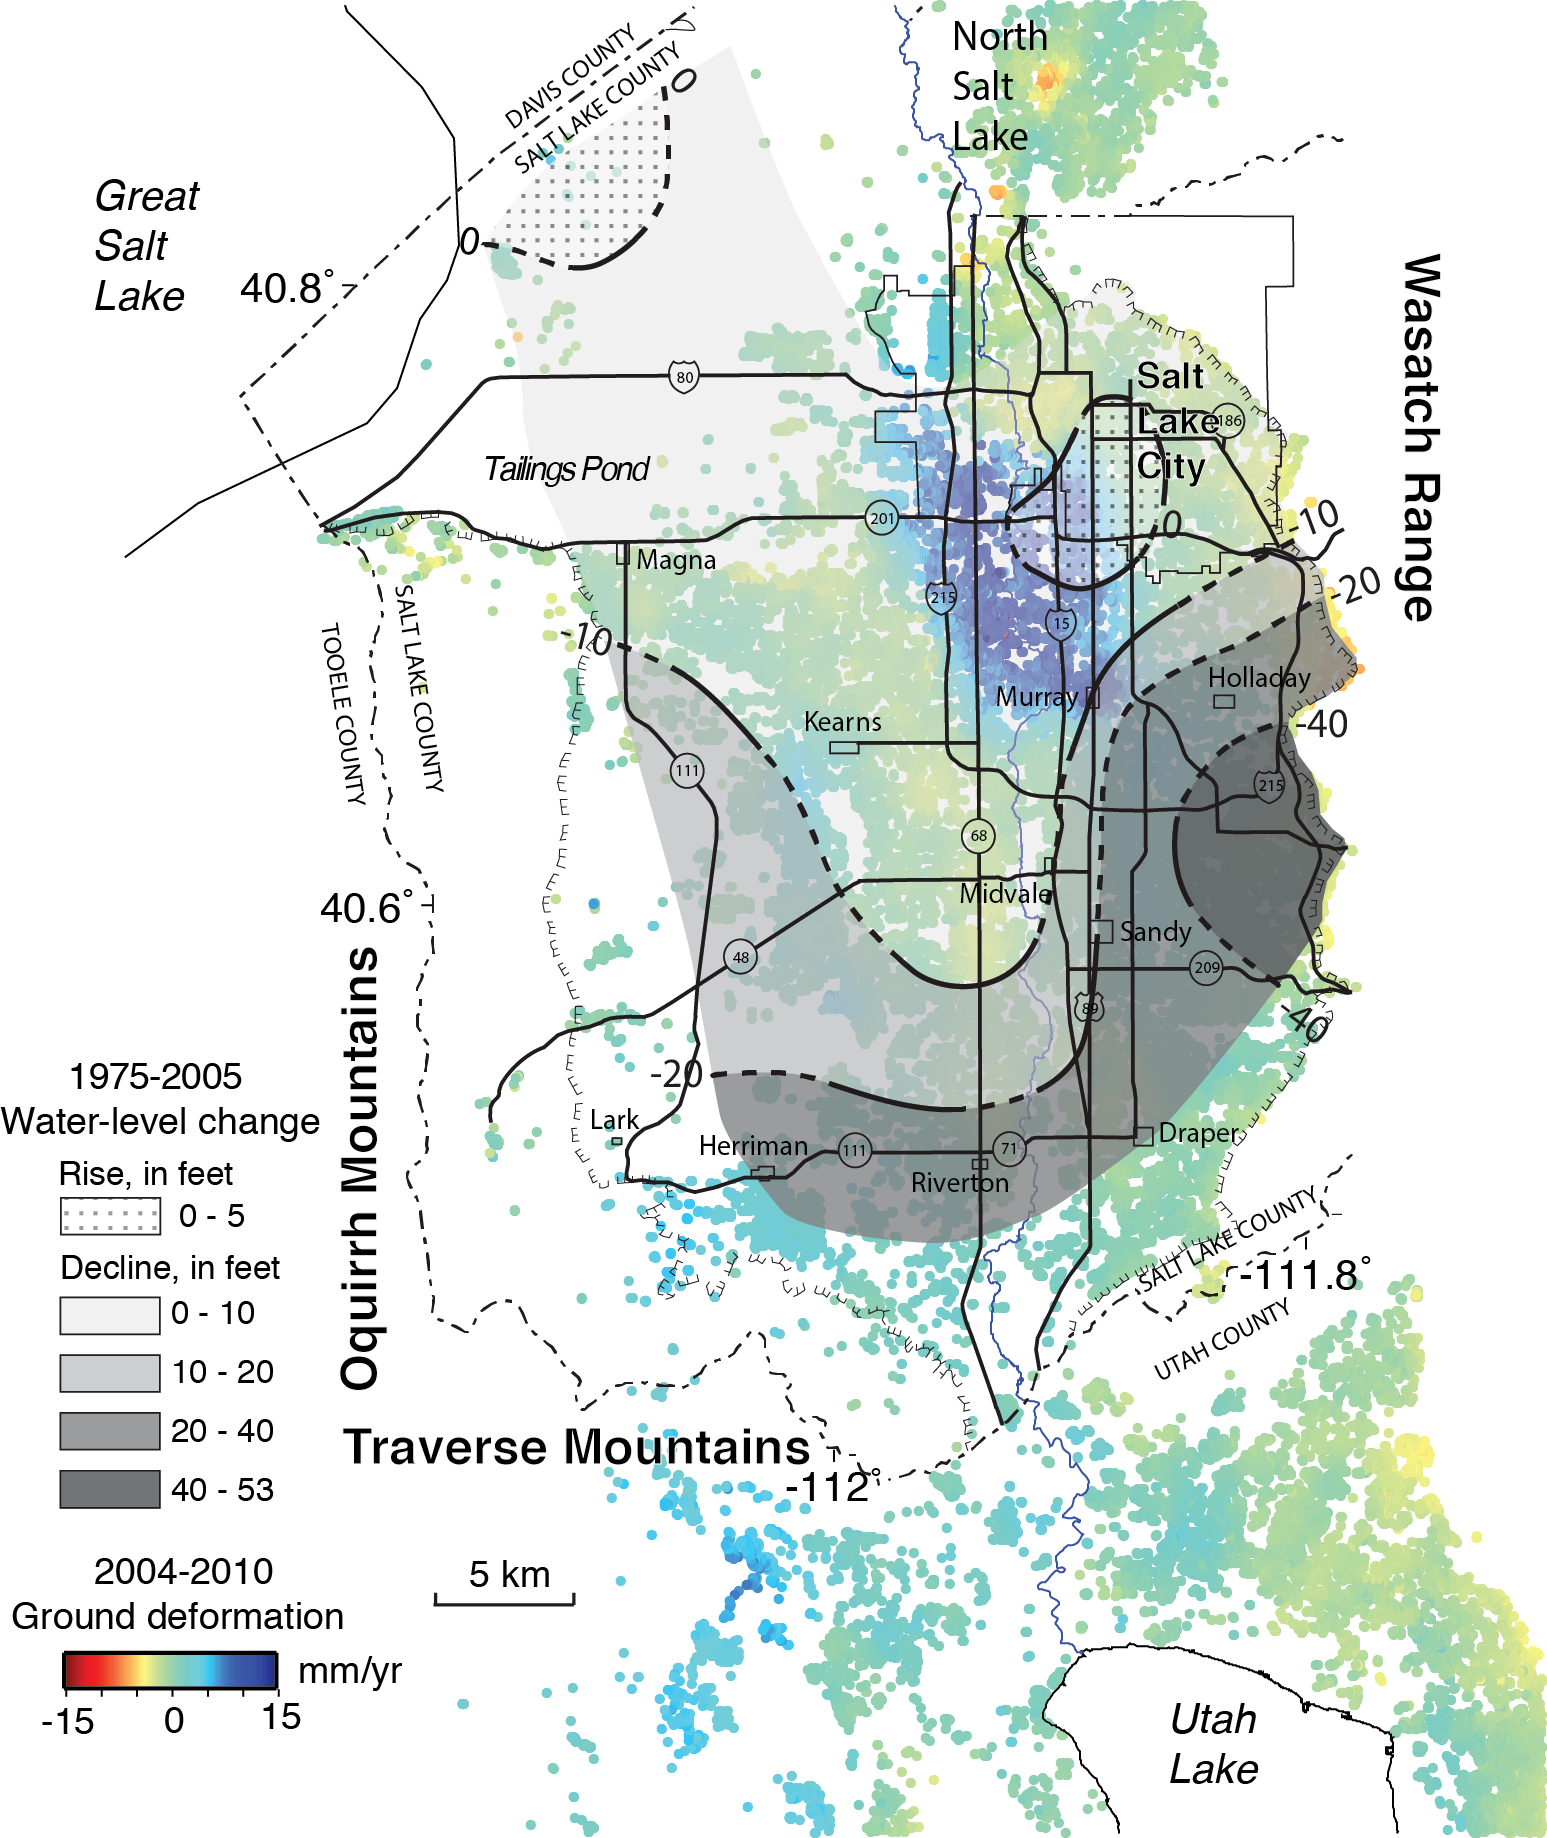 North
Salt
Lake
DAVIS COUNTY
SALT LAKE COUNTY
0
Great
Salt
Lake
0
40.8°
Wasatch Range
80
Salt
Lake
City
186
Tailings Pond
201
0
-10
Magna
215
15
-20
SALT LAKE COUNTY
TOOELE COUNTY
-10
Holladay
Murray
Kearns
-40
111
215
68
Midvale
40.6°
Sandy
48
209
89
-40
Oquirrh Mountains
-20
Lark
Herriman
111
71
Draper
Riverton
SALT LAKE COUNTY
-111.8°
UTAH COUNTY
Traverse Mountains
-112°
1975-2005
Water-level change
Rise, in feet
0 - 5
Decline, in feet
0 - 10
10 - 20
20 - 40
40 - 53
2004-2010
Ground deformation
mm/yr
-15
0
15
5 km
Utah
Lake